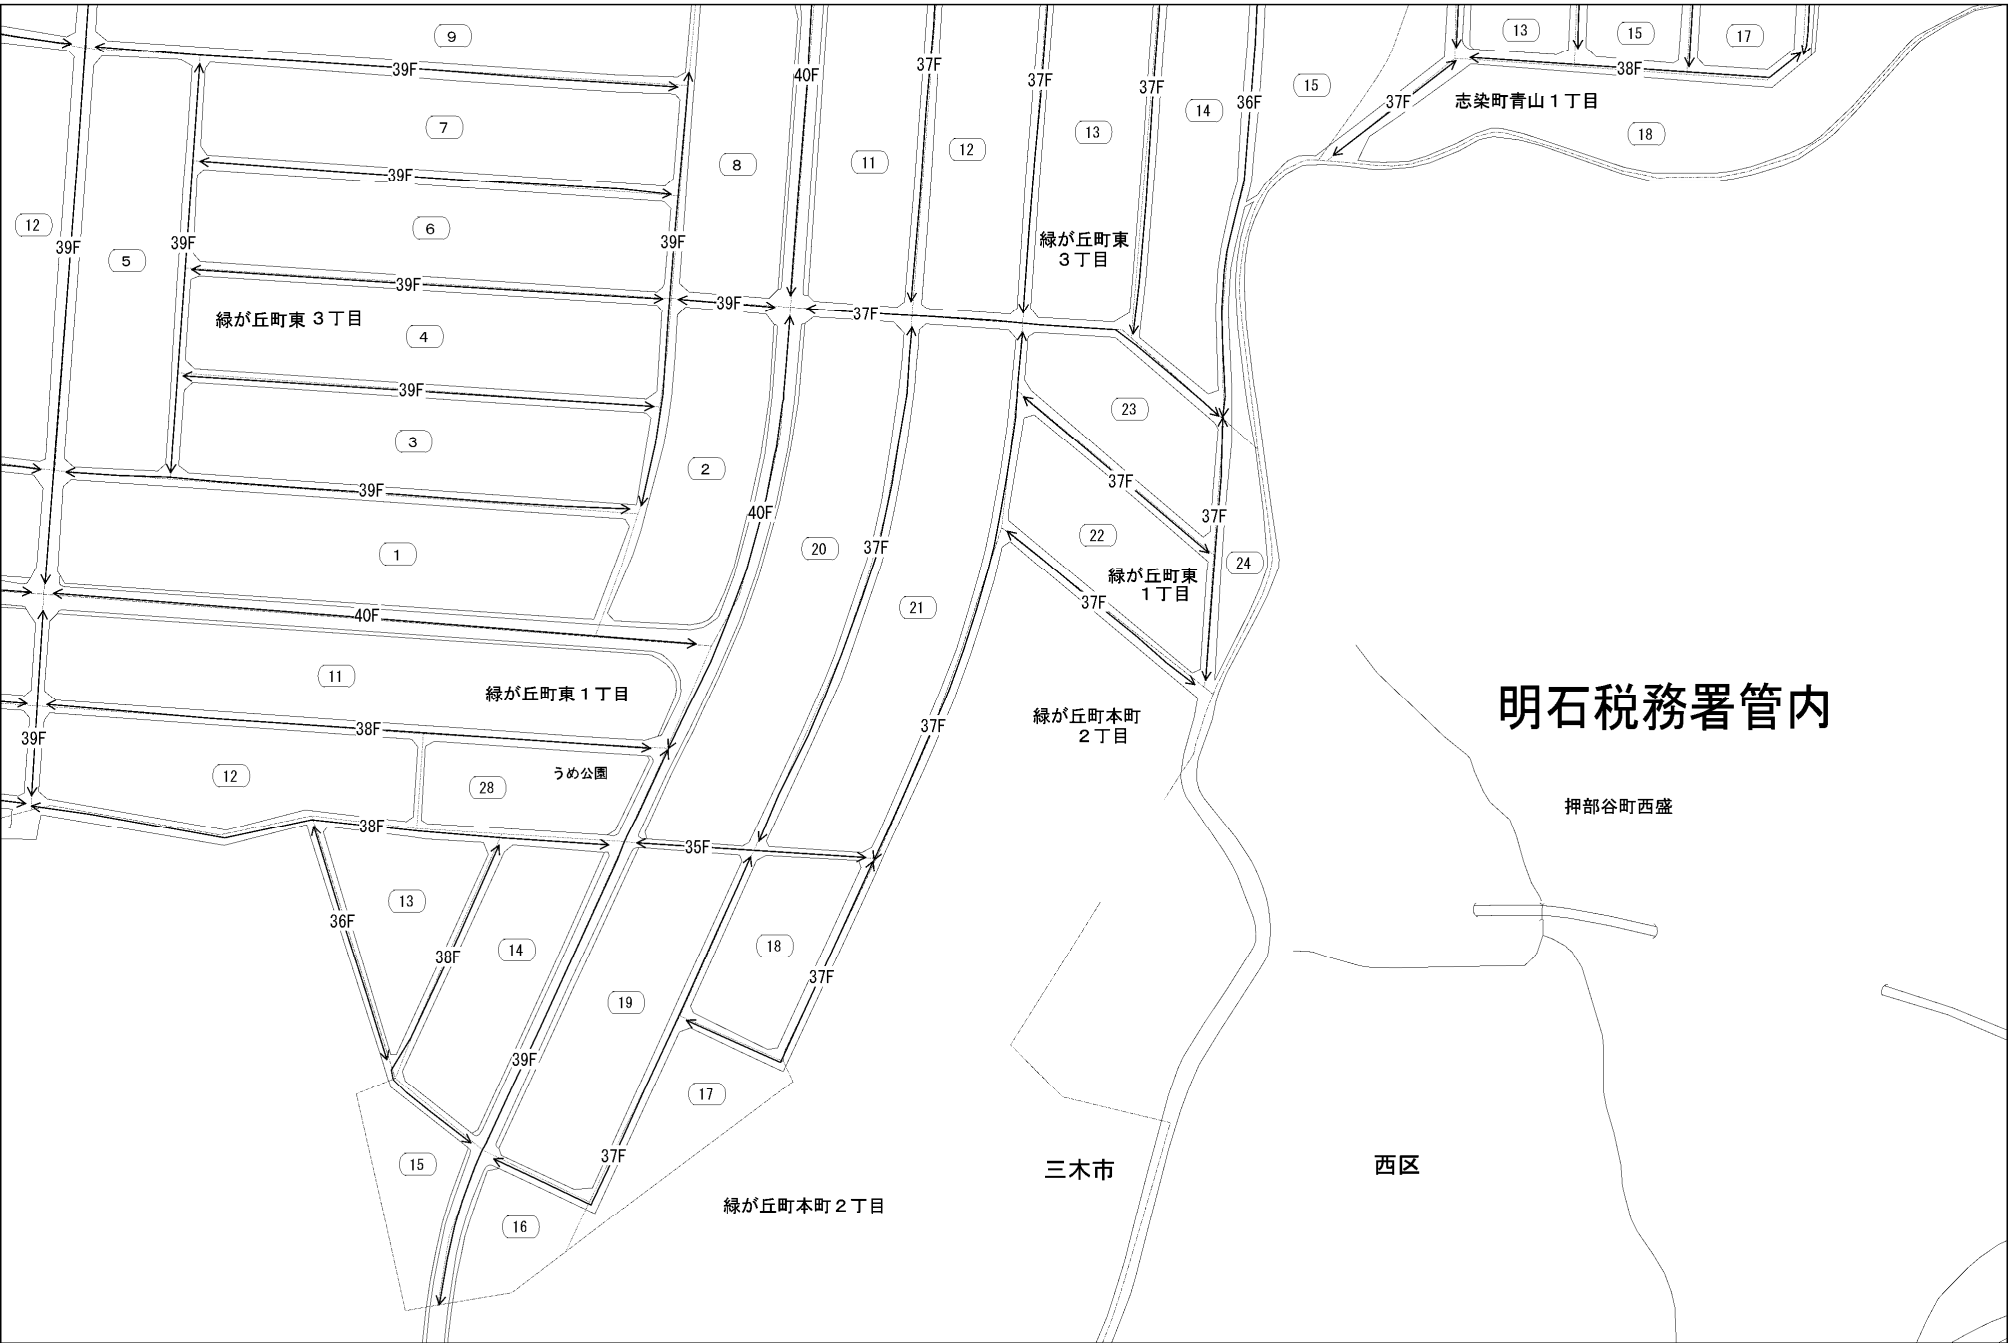 9
13
15
17
39F
40F
37F
37F
37F
36F
15
38F
37F
志染町青山1丁目
18
7
8
11
12
13
14
39F
12
39F
5
39F
6
39F
緑が丘町東
3丁目
39F
39F
37F
緑が丘町東 3丁目
4
39F
23
3
2
37F
39F
40F
37F
1
20
37F
22
24
緑が丘町東
1丁目
40F
21
37F
11
緑が丘町東1丁目
緑が丘町本町
2丁目
明石税務署管内
39F
38F
37F
12
うめ公園
28
押部谷町西盛
38F
35F
13
36F
38F
14
18
37F
19
39F
17
15
37F
三木市
西区
16
緑が丘町本町2丁目